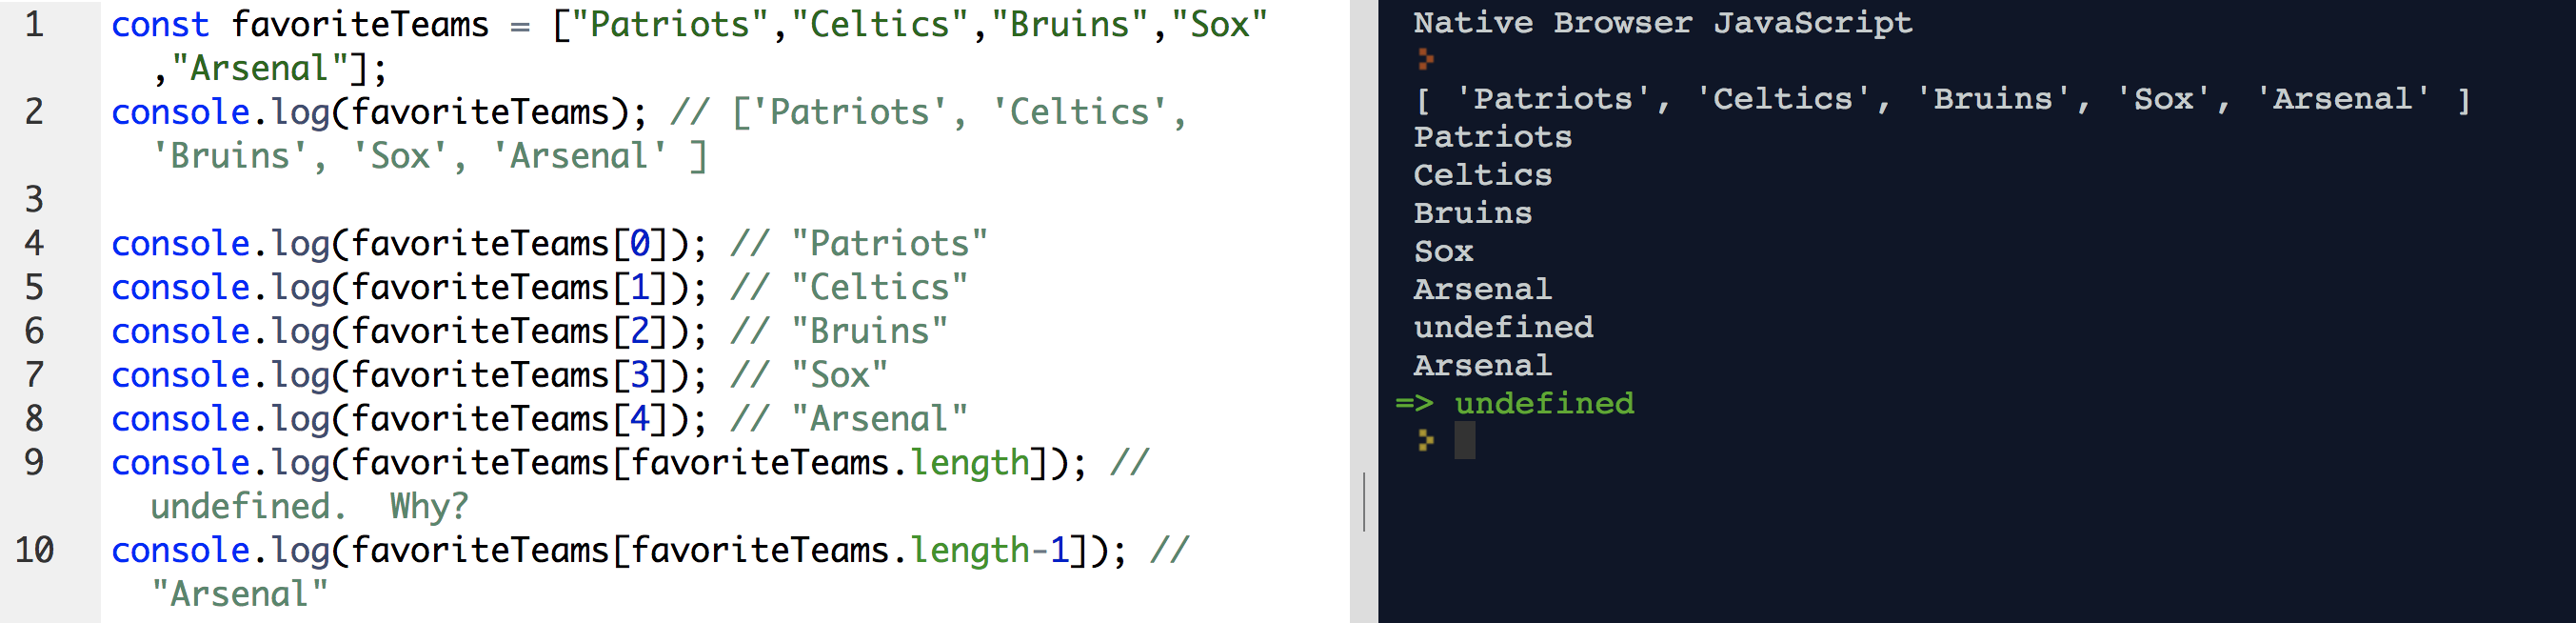 1 const favoriteTeams = ["Patriots","Celtics","Bruins","Sox"
,"Arsenal"];
2 console.log(favoriteTeams); // ['Patriots', 'Celtics',
'Bruins', 'Sox', 'Arsenal' ]
3
4 console.log(favoriteTeams[0]); // "Patriots"
5 console.log(favoriteTeams[1]); // "Celtics"
6 console.log(favoriteTeams[2]); // "Bruins"
7 console.log(favoriteTeams[3]); // "Sox"
8 console.log(favoriteTeams[4]); // "Arsenal"
9 console.log(favoriteTeams[favoriteTeams.length]); //
undefined.  Why?
10 console.log(favoriteTeams[favoriteTeams.length-1]); //
"Arsenal"
Native Browser JavaScript
[ 'Patriots', 'Celtics', 'Bruins', 'Sox', 'Arsenal' ]
Patriots
Celtics
Bruins
Sox
Arsenal
undefined
Arsenal
=> undefined